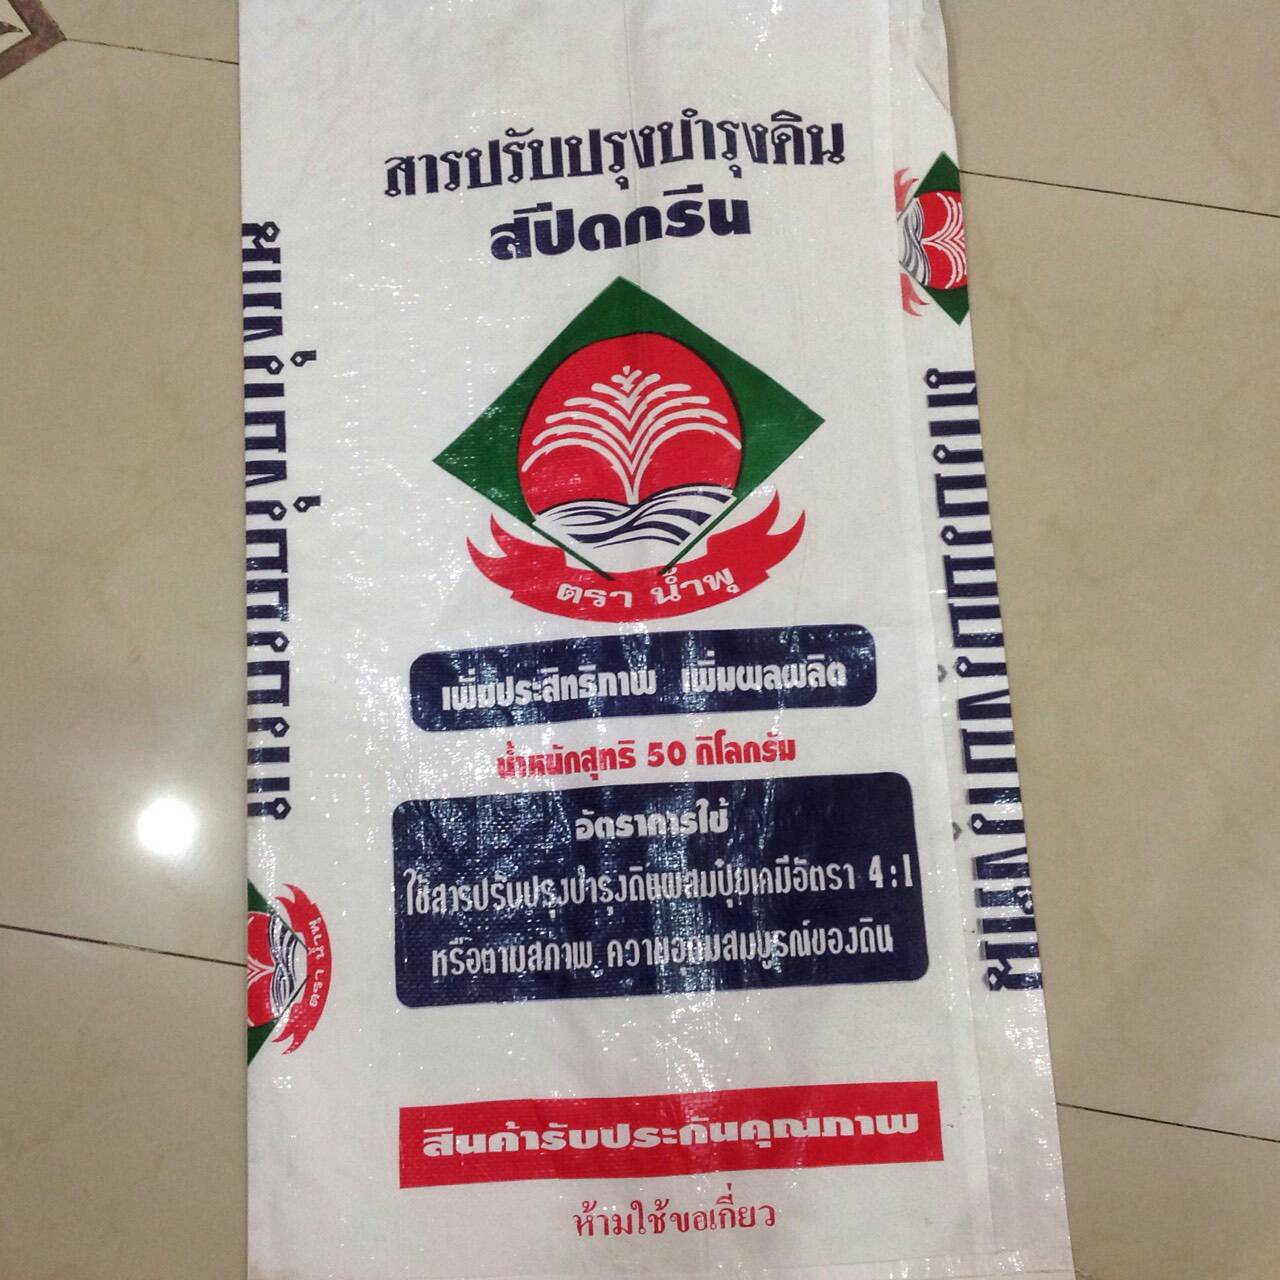 สารปรับปรุงบำรุงดิน
สปีดกรีน
ตรา น้ำพุ
เพิ่มประสิทธิภาพ เพิ่มผลผลิต
น้ำหนักสุทธิ 50 กิโลกรัม
อัตราการใช้
ใช้สารปรับปรุงบำรุงดินผสมปุ๋ยเคมีอัตรา 4:1
หรือตามสภาพ ความอุดมสมบูรณ์ของดิน
สินค้ารับประกันคุณภาพ
ห้ามใช้ขอเกี่ยว
ตรา น้ำพุ